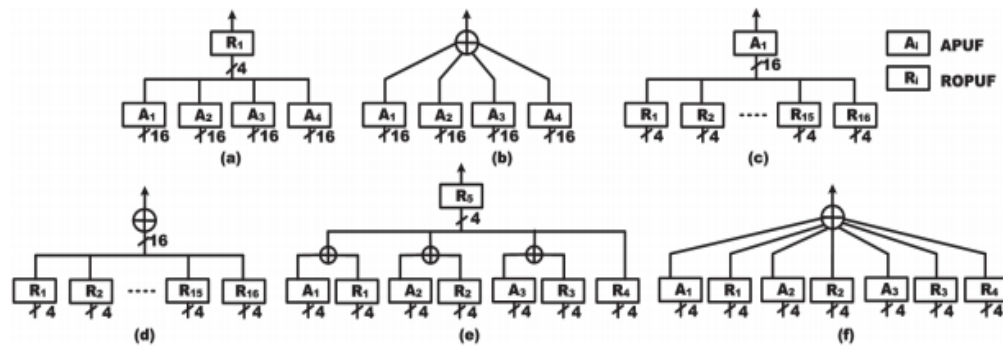 R1
4
A1 A2 A3 A4
16 16 16 16
(a)
A1 A2 A3 A4
16 16 16 16
(b)
A1
16
R1 R2 R15 R16
4 4 4 4
(c)
Ai APUF
Ri ROPUF
16
R1 R2 R15 R16
4 4 4 4
(d)
R5
4
A1 R1 A2 R2 A3 R3 R4
4 4 4 4 4 4 4
(e)
A1 R1 A2 R2 A3 R3 R4
4 4 4 4 4 4 4
(f)